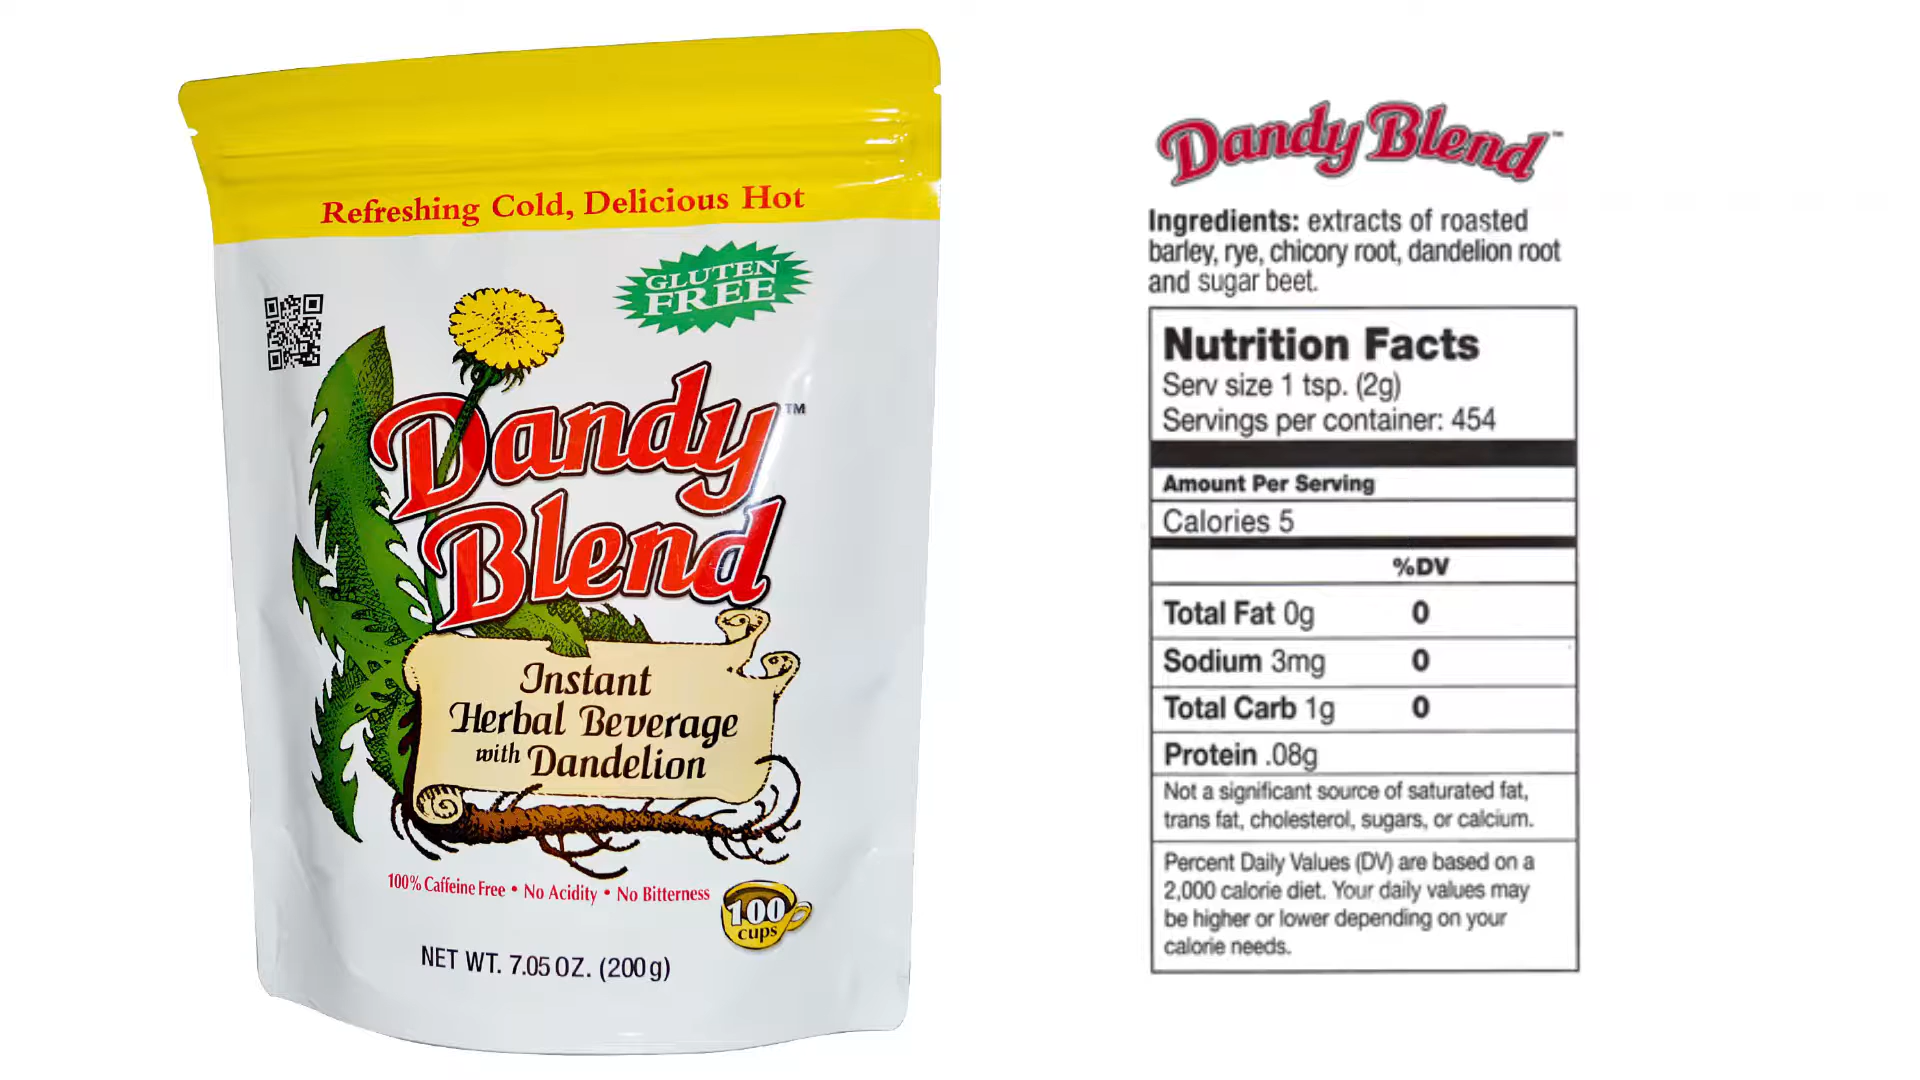 Refreshing Cold, Delicious Hot
GLUTEN
FREE
Dandy
Blend™
Instant
Herbal Beverage
with Dandelion
100% Caffeine Free • No Acidity • No Bitterness
100
cups
NET WT. 7.05 OZ. (200g)
Dandy Blend™
Ingredients: extracts of roasted
barley, rye, chicory root, dandelion root
and sugar beet.
Nutrition Facts
Serv size 1 tsp. (2g)
Servings per container: 454
Amount Per Serving
Calories 5
%DV
Total Fat 0g 0
Sodium 3mg 0
Total Carb 1g 0
Protein .08g
Not a significant source of saturated fat,
trans fat, cholesterol, sugars, or calcium.
Percent Daily Values (DV) are based on a
2,000 calorie diet. Your daily values may
be higher or lower depending on your
calorie needs.